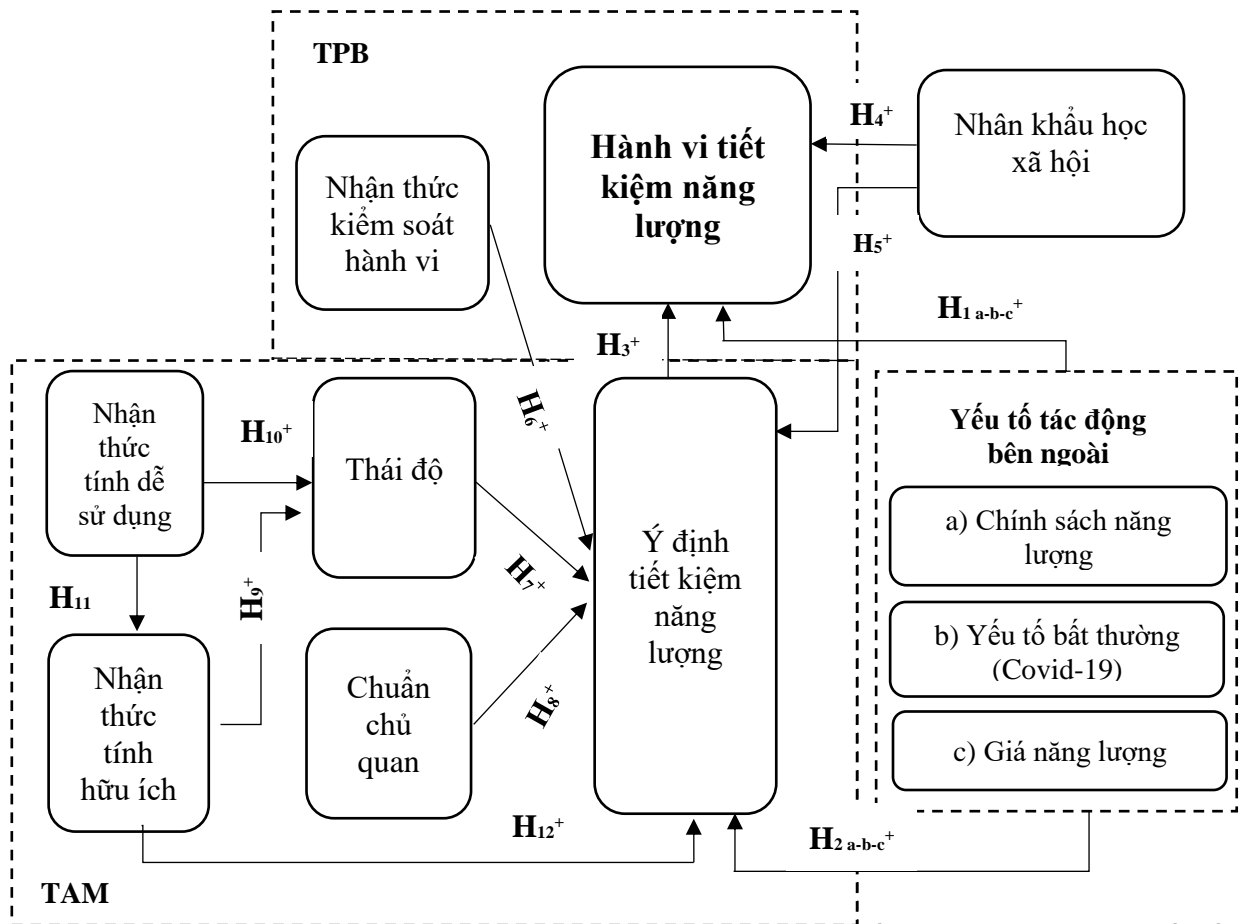 TPB
Hành vi tiết
kiệm năng
lượng
H₄⁺
Nhân khẩu học
xã hội
Nhận thức
kiểm soát
hành vi
H₅⁺
H₁ ₐ₋b₋c⁺
H₃⁺
Nhận
thức
tính dễ
sử dụng
H₁₀⁺
Thái độ
H₆⁺
Yếu tố tác động
bên ngoài
a) Chính sách năng
lượng
Ý định
tiết kiệm
năng
lượng
H₇⁺
H₁₁
H₉⁺
b) Yếu tố bất thường
(Covid-19)
Nhận
thức
tính
hữu ích
Chuẩn
chủ
quan
H₈⁺
c) Giá năng lượng
H₁₂⁺
H₂ ₐ₋b₋c⁺
TAM